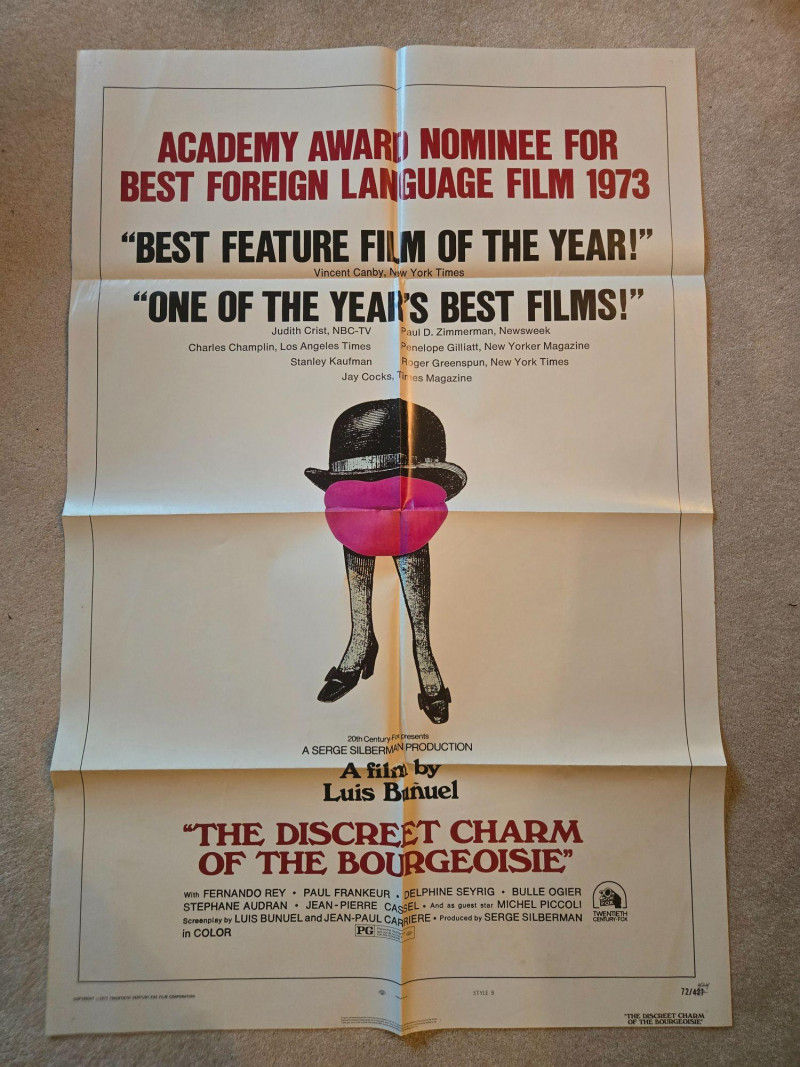 ACADEMY AWARD NOMINEE FOR
BEST FOREIGN LANGUAGE FILM 1973
“BEST FEATURE FILM OF THE YEAR!”
Vincent Canby, New York Times
“ONE OF THE YEAR'S BEST FILMS!”
Judith Crist, NBC-TV Paul D. Zimmerman, Newsweek
Charles Champlin, Los Angeles Times Penelope Gilliatt, New Yorker Magazine
Stanley Kaufman Roger Greenspun, New York Times
Jay Cocks, Times Magazine
20th Century Fox presents
A SERGE SILBERMAN PRODUCTION
A film by
Luis Buñuel
“THE DISCREET CHARM
OF THE BOURGEOISIE”
With FERNANDO REY • PAUL FRANKEUR • DELPHINE SEYRIG • BULLE OGIER
STEPHANE AUDRAN • JEAN-PIERRE CASSEL • And as guest star MICHEL PICCOLI
Screenplay by LUIS BUNUEL and JEAN-PAUL CARRIERE • Produced by SERGE SILBERMAN
in COLOR
PG
TWENTIETH
CENTURY-FOX
STYLE B
72/427
“THE DISCREET CHARM
OF THE BOURGEOISIE”